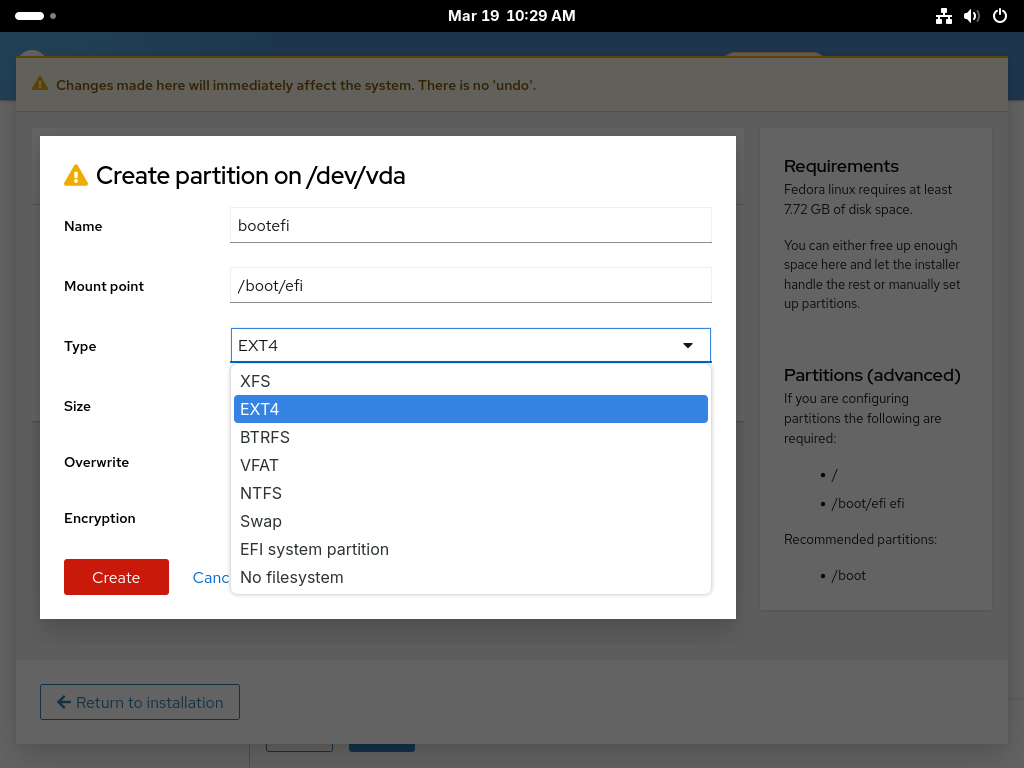 Mar 19 10:29 AM
Changes made here will immediately affect the system. There is no 'undo'.
Create partition on /dev/vda
Name
bootefi
Mount point
/boot/efi
Type
EXT4
XFS
EXT4
BTRFS
VFAT
NTFS
Swap
EFI system partition
No filesystem
Size
Overwrite
Encryption
Create
Canc
Requirements
Fedora linux requires at least
7.72 GB of disk space.
You can either free up enough
space here and let the installer
handle the rest or manually set
up partitions.
Partitions (advanced)
If you are configuring
partitions the following are
required:
• /
• /boot/efi efi
Recommended partitions:
• /boot
Return to installation